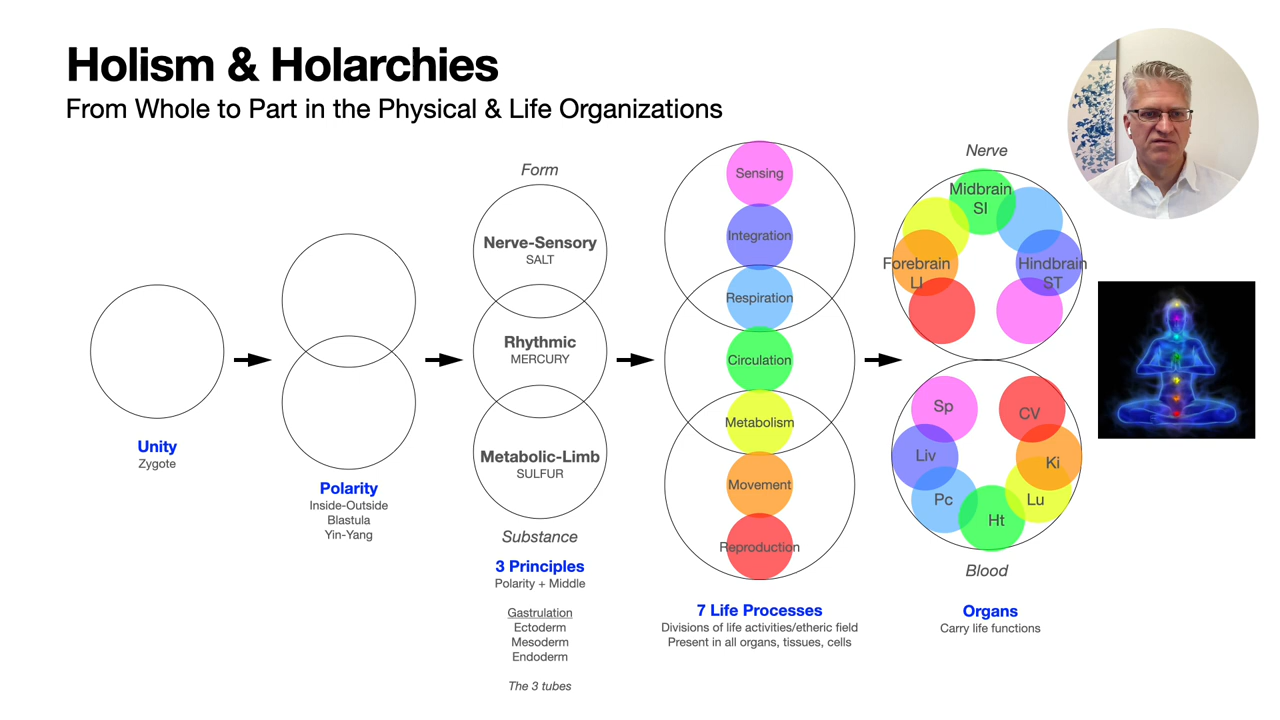 Holism & Holarchies
From Whole to Part in the Physical & Life Organizations
Unity
Zygote
Polarity
Inside-Outside
Blastula
Yin-Yang
Form
Nerve-Sensory
SALT
Rhythmic
MERCURY
Metabolic-Limb
SULFUR
Substance
3 Principles
Polarity + Middle
Gastrulation
Ectoderm
Mesoderm
Endoderm
The 3 tubes
Sensing
Integration
Respiration
Circulation
Metabolism
Movement
Reproduction
7 Life Processes
Divisions of life activities/etheric field
Present in all organs, tissues, cells
Nerve
Midbrain
SI
Forebrain
LI
Hindbrain
ST
Sp
CV
Liv
Ki
Pc
Lu
Ht
Blood
Organs
Carry life functions